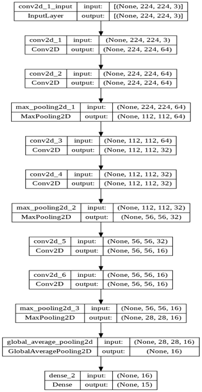 conv2d_1_input input: [(None, 224, 224, 3)]
InputLayer output: [(None, 224, 224, 3)]
conv2d_1 input: (None, 224, 224, 3)
Conv2D output: (None, 224, 224, 64)
conv2d_2 input: (None, 224, 224, 64)
Conv2D output: (None, 224, 224, 64)
max_pooling2d_1 input: (None, 224, 224, 64)
MaxPooling2D output: (None, 112, 112, 64)
conv2d_3 input: (None, 112, 112, 64)
Conv2D output: (None, 112, 112, 32)
conv2d_4 input: (None, 112, 112, 32)
Conv2D output: (None, 112, 112, 32)
max_pooling2d_2 input: (None, 112, 112, 32)
MaxPooling2D output: (None, 56, 56, 32)
conv2d_5 input: (None, 56, 56, 32)
Conv2D output: (None, 56, 56, 16)
conv2d_6 input: (None, 56, 56, 16)
Conv2D output: (None, 56, 56, 16)
max_pooling2d_3 input: (None, 56, 56, 16)
MaxPooling2D output: (None, 28, 28, 16)
global_average_pooling2d input: (None, 28, 28, 16)
GlobalAveragePooling2D output: (None, 16)
dense_2 input: (None, 16)
Dense output: (None, 15)